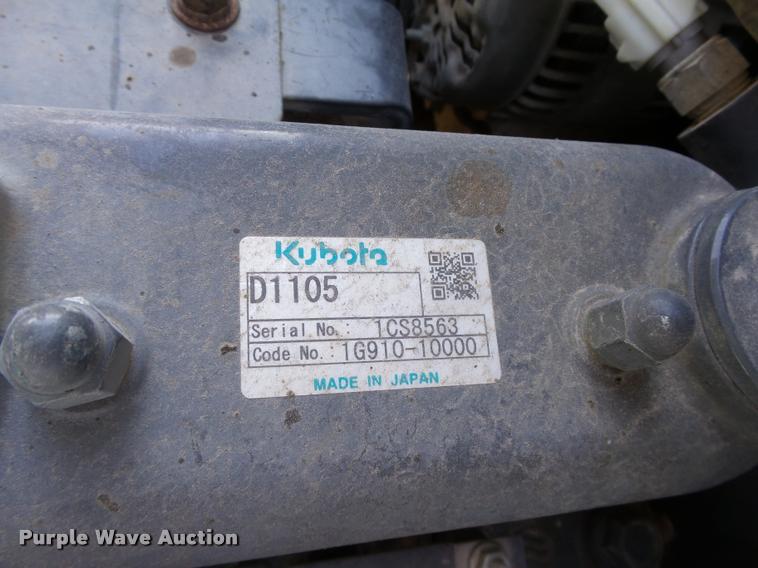 Kubota
D1105
Serial No. : 1CS8563
Code No. : 1G910-10000
MADE IN JAPAN
Purple Wave Auction